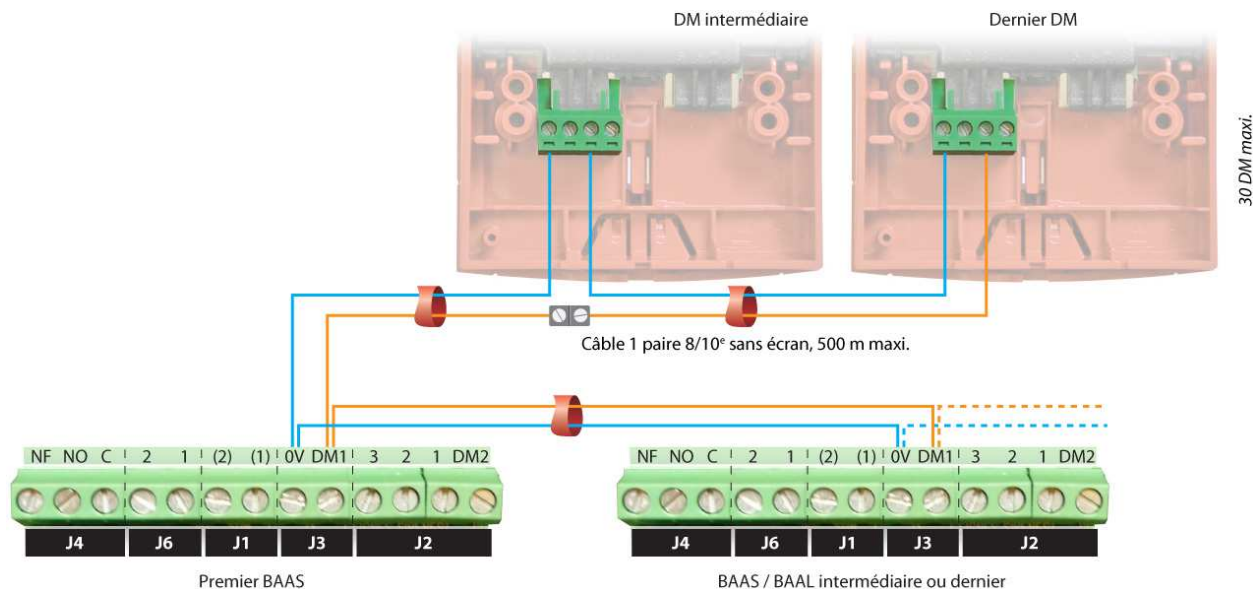 DM intermédiaire
Dernier DM
30 DM maxi.
Câble 1 paire 8/10e sans écran, 500 m maxi.
NF NO C 2 1 (2) (1) 0V DM1 3 2 1 DM2
J4 J6 J1 J3 J2
Premier BAAS
NF NO C 2 1 (2) (1) 0V DM1 3 2 1 DM2
J4 J6 J1 J3 J2
BAAS / BAAL intermédiaire ou dernier